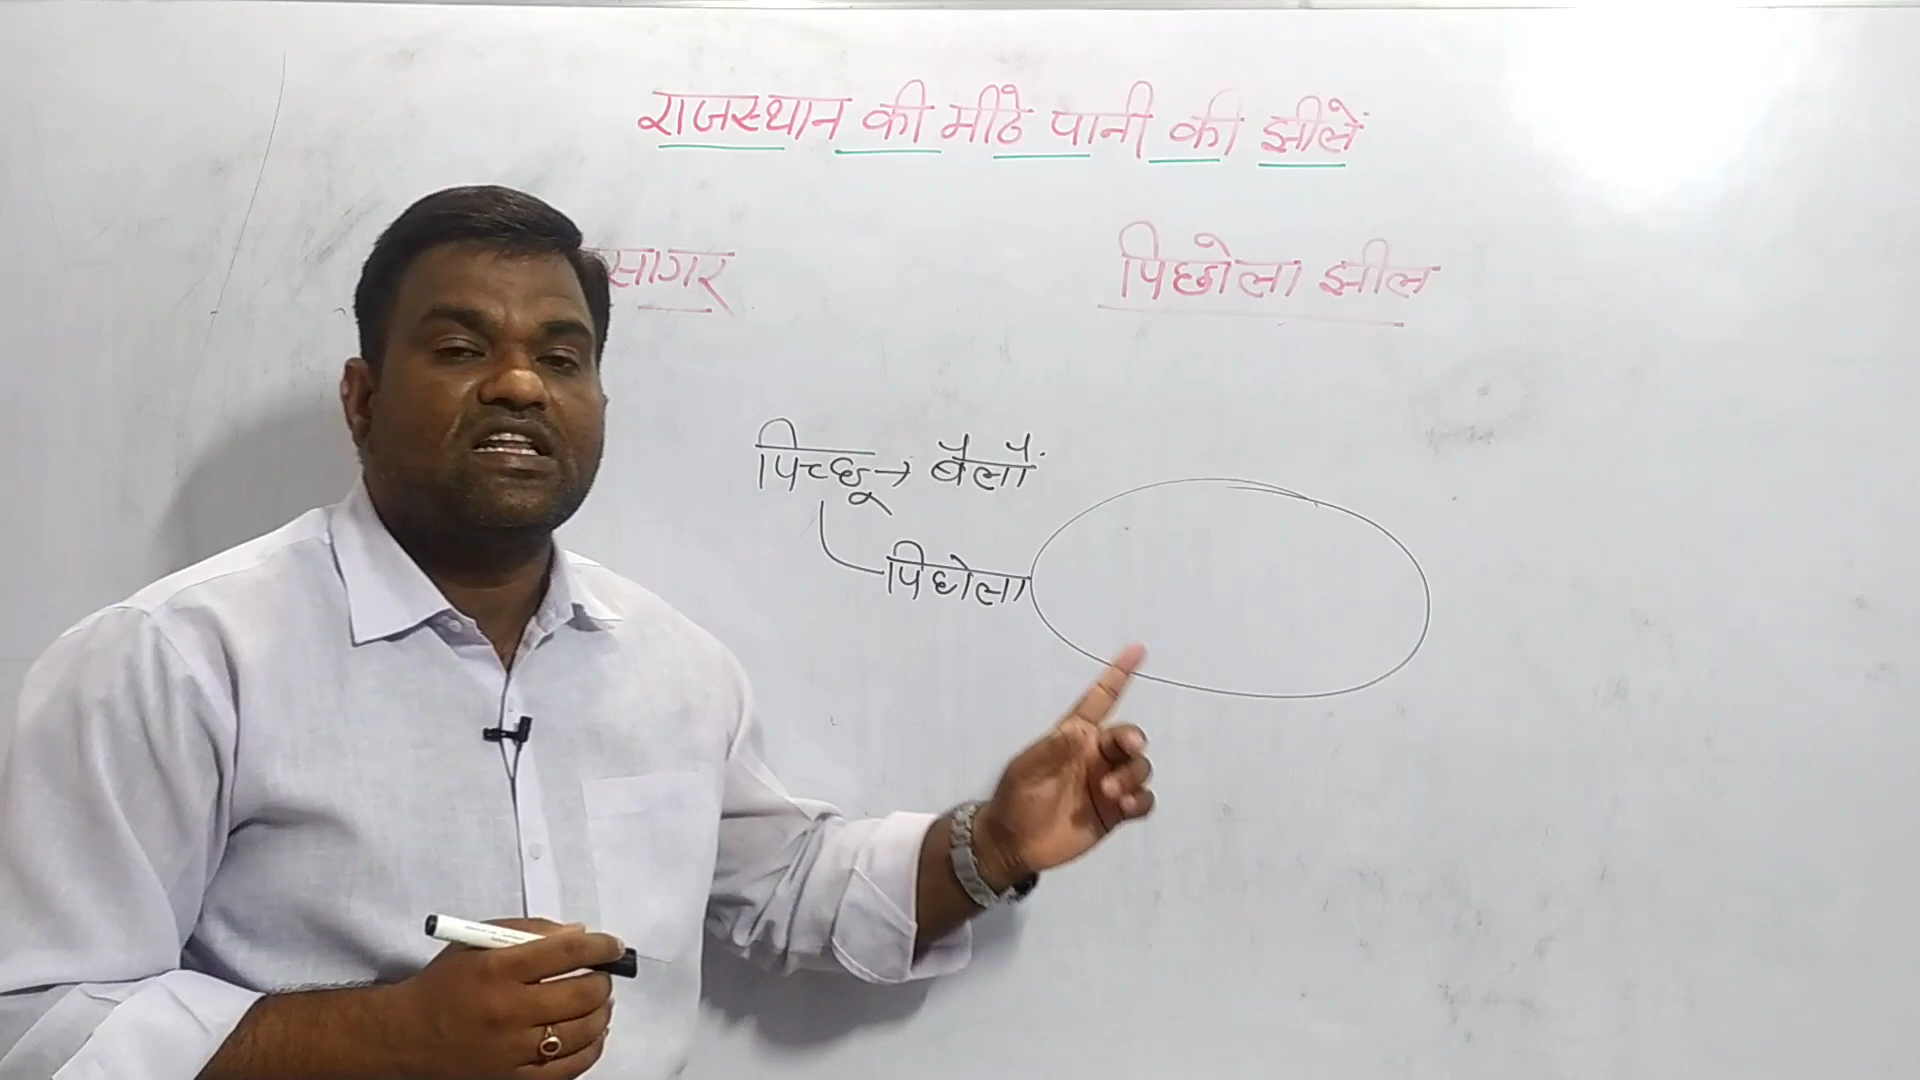 राजस्थान की मीठे पानी की झीलें
सागर
पिछोला झील
पिच्छू → बैलों
पिछोला